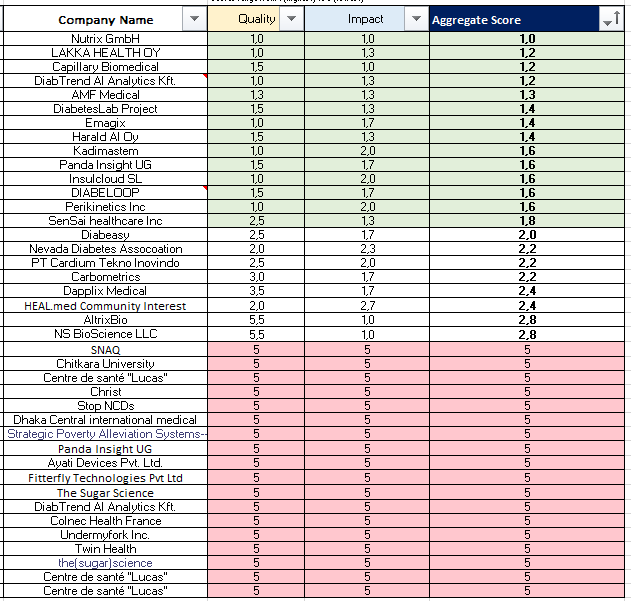 Company Name Quality Impact Aggregate Score
Nutrix GmbH 1,0 1,0 1,0
LAKKA HEALTH OY 1,0 1,3 1,2
Capillary Biomedical 1,5 1,0 1,2
DiabTrend AI Analytics Kft. 1,0 1,3 1,2
AMF Medical 1,3 1,3 1,3
DiabetesLab Project 1,5 1,3 1,4
Emagix 1,0 1,7 1,4
Harald AI Oy 1,5 1,3 1,4
Kadimastem 1,0 2,0 1,6
Panda Insight UG 1,5 1,7 1,6
Insulcloud SL 1,0 2,0 1,6
DIABELOOP 1,5 1,7 1,6
Perikinetics Inc 1,0 2,0 1,6
SenSai healthcare Inc 2,5 1,3 1,8
Diabeasy 2,5 1,7 2,0
Nevada Diabetes Assocoation 2,0 2,3 2,2
PT Cardium Tekno Inovindo 2,5 2,0 2,2
Carbometrics 3,0 1,7 2,2
Dapplix Medical 3,5 1,7 2,4
HEAL.med Community Interest 2,0 2,7 2,4
AltrixBio 5,5 1,0 2,8
NS BioScience LLC 5,5 1,0 2,8
SNAQ 5 5 5
Chitkara University 5 5 5
Centre de santé "Lucas" 5 5 5
Christ 5 5 5
Stop NCDs 5 5 5
Dhaka Central international medical 5 5 5
Strategic Poverty Alleviation Systems-- 5 5 5
Panda Insight UG 5 5 5
Ayati Devices Pvt. Ltd. 5 5 5
Fitterfly Technologies Pvt Ltd 5 5 5
The Sugar Science 5 5 5
DiabTrend AI Analytics Kft. 5 5 5
Colnec Health France 5 5 5
Undermyfork Inc. 5 5 5
Twin Health 5 5 5
the(sugar)science 5 5 5
Centre de santé "Lucas" 5 5 5
Centre de santé "Lucas" 5 5 5